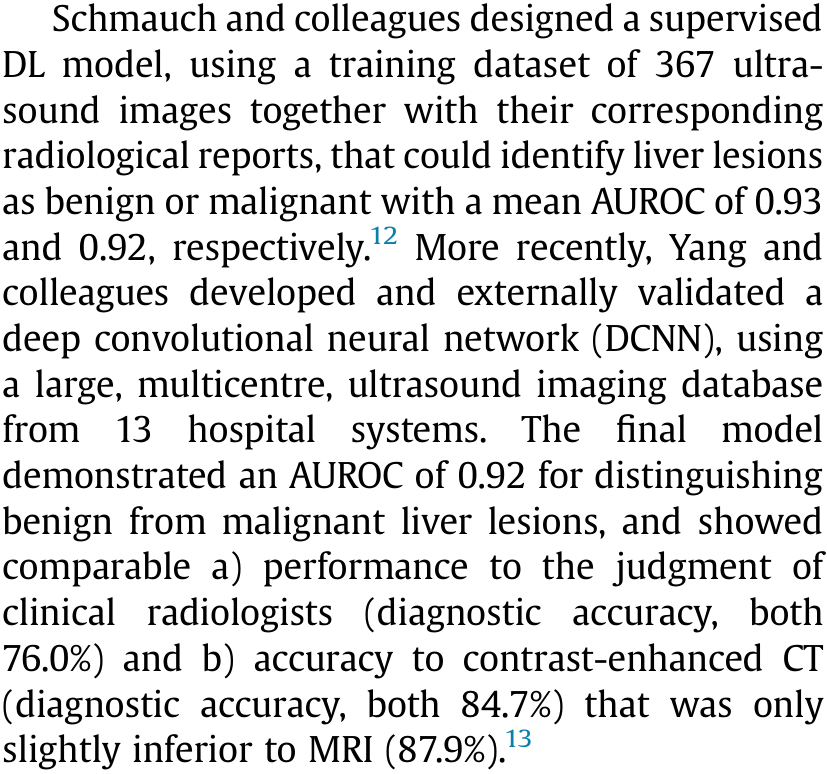 Schmauch and colleagues designed a supervised
DL model, using a training dataset of 367 ultra-
sound images together with their corresponding
radiological reports, that could identify liver lesions
as benign or malignant with a mean AUROC of 0.93
and 0.92, respectively.12 More recently, Yang and
colleagues developed and externally validated a
deep convolutional neural network (DCNN), using
a large, multicentre, ultrasound imaging database
from 13 hospital systems. The final model
demonstrated an AUROC of 0.92 for distinguishing
benign from malignant liver lesions, and showed
comparable a) performance to the judgment of
clinical radiologists (diagnostic accuracy, both
76.0%) and b) accuracy to contrast-enhanced CT
(diagnostic accuracy, both 84.7%) that was only
slightly inferior to MRI (87.9%).13